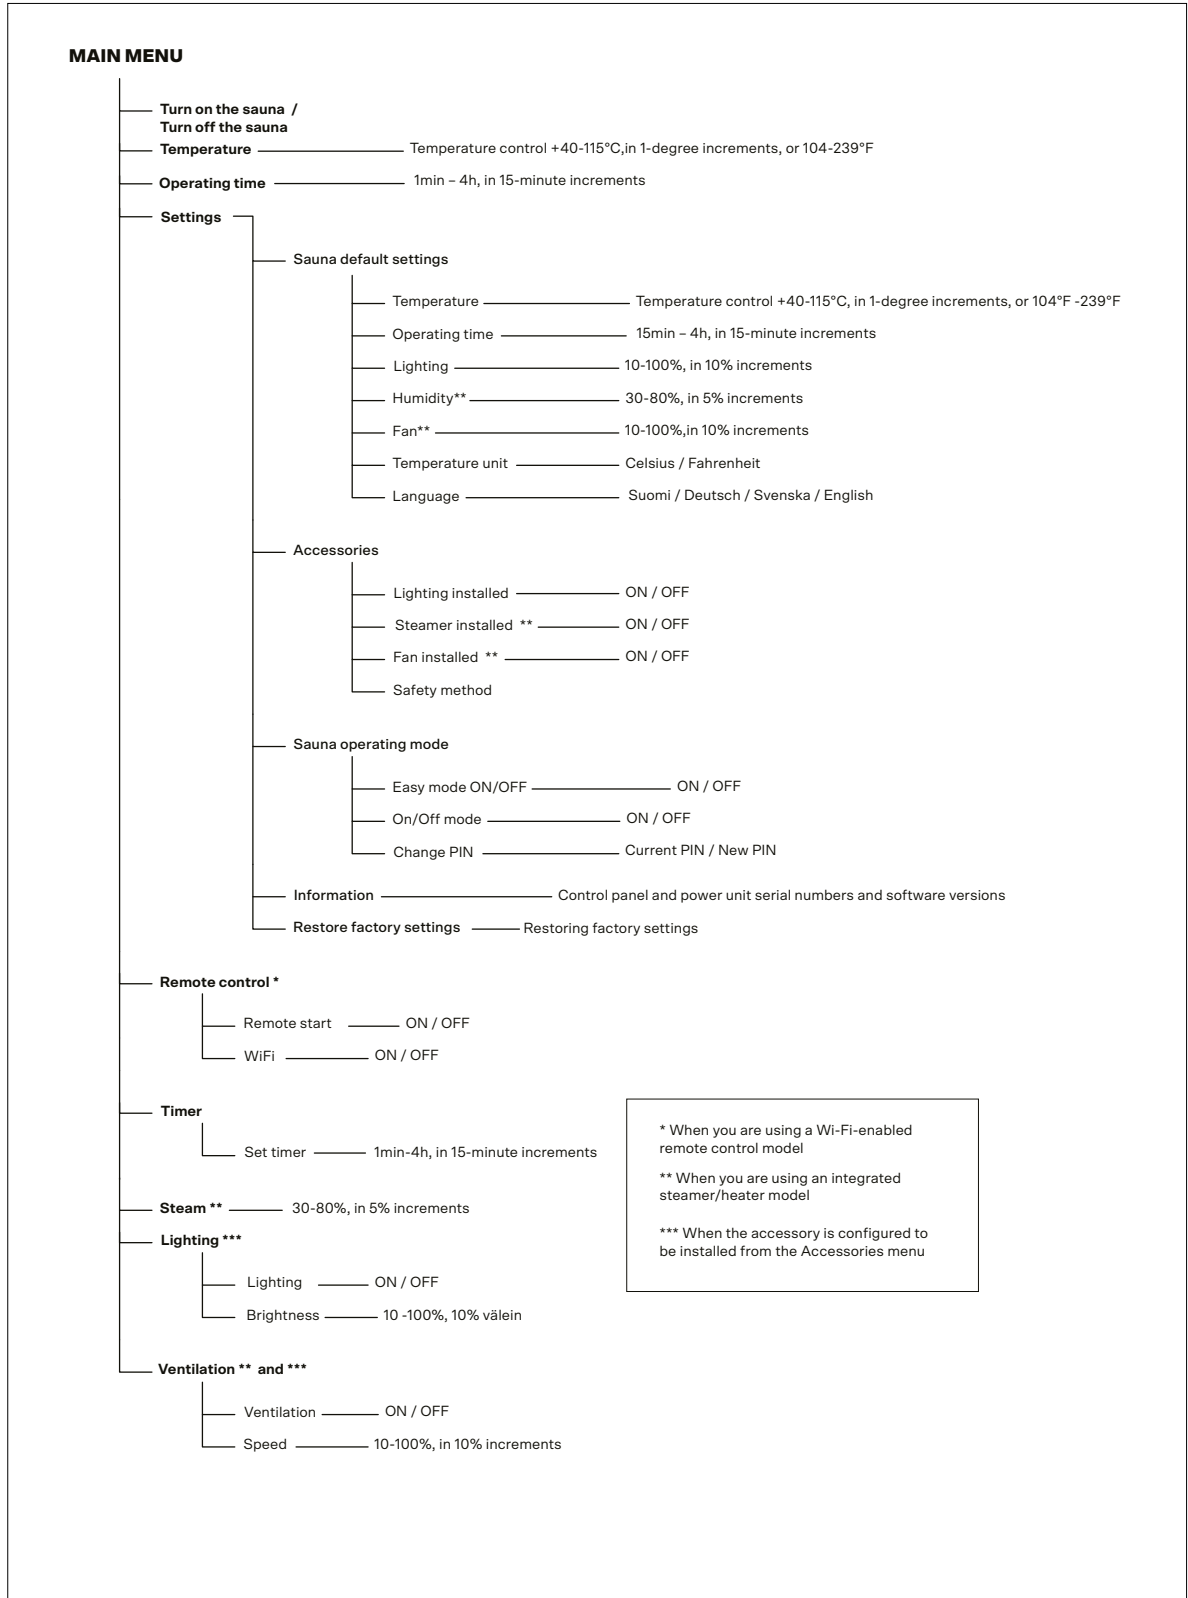 MAIN MENU
Turn on the sauna /
Turn off the sauna
Temperature Temperature control +40-115°C,in 1-degree increments, or 104-239°F
Operating time 1min – 4h, in 15-minute increments
Settings
Sauna default settings
Temperature Temperature control +40-115°C, in 1-degree increments, or 104°F -239°F
Operating time 15min – 4h, in 15-minute increments
Lighting 10-100%, in 10% increments
Humidity** 30-80%, in 5% increments
Fan** 10-100%,in 10% increments
Temperature unit Celsius / Fahrenheit
Language Suomi / Deutsch / Svenska / English
Accessories
Lighting installed ON / OFF
Steamer installed ** ON / OFF
Fan installed ** ON / OFF
Safety method
Sauna operating mode
Easy mode ON/OFF ON / OFF
On/Off mode ON / OFF
Change PIN Current PIN / New PIN
Information Control panel and power unit serial numbers and software versions
Restore factory settings Restoring factory settings
Remote control *
Remote start ON / OFF
WiFi ON / OFF
Timer
Set timer 1min-4h, in 15-minute increments
Steam ** 30-80%, in 5% increments
Lighting ***
Lighting ON / OFF
Brightness 10 -100%, 10% välein
Ventilation ** and ***
Ventilation ON / OFF
Speed 10-100%, in 10% increments
* When you are using a Wi-Fi-enabled
remote control model
** When you are using an integrated
steamer/heater model
*** When the accessory is configured to
be installed from the Accessories menu